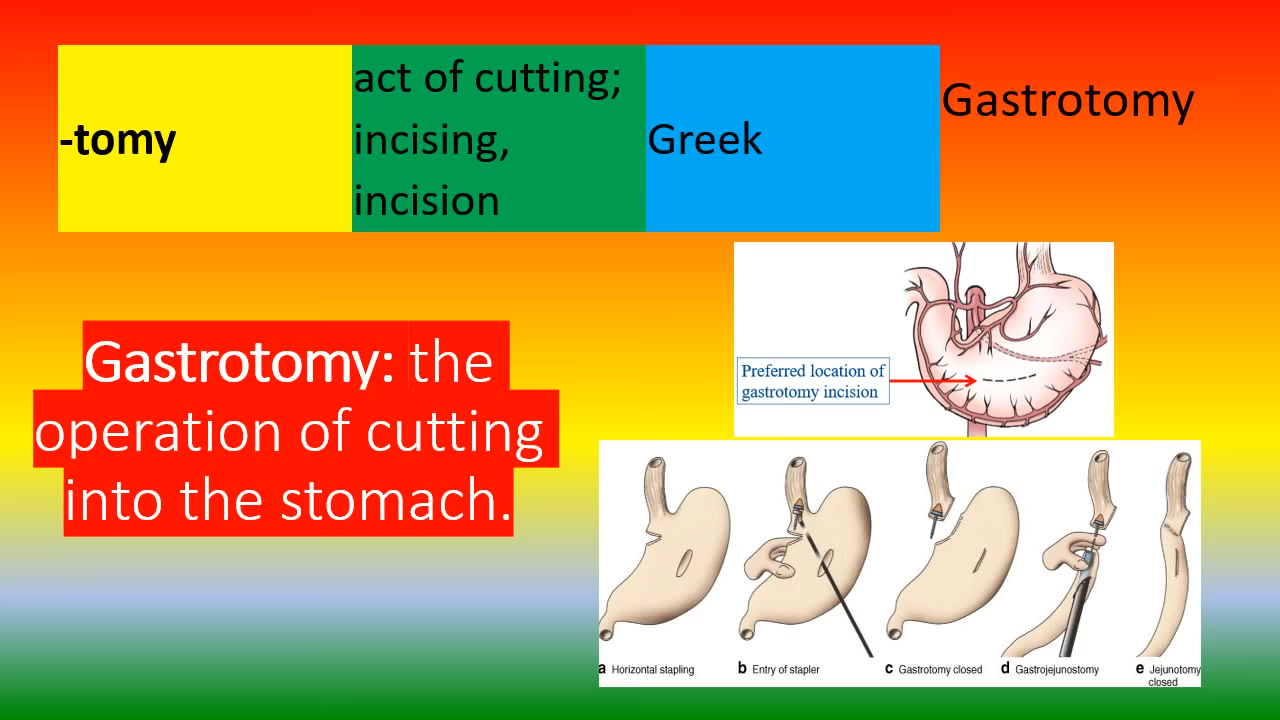 -tomy
act of cutting;
incising,
incision
Greek
Gastrotomy
Gastrotomy: the
operation of cutting
into the stomach.
Preferred location of
gastrotomy incision
a Horizontal stapling
b Entry of stapler
c Gastrotomy closed
d Gastrojejunostomy
e Jejunotomy
closed